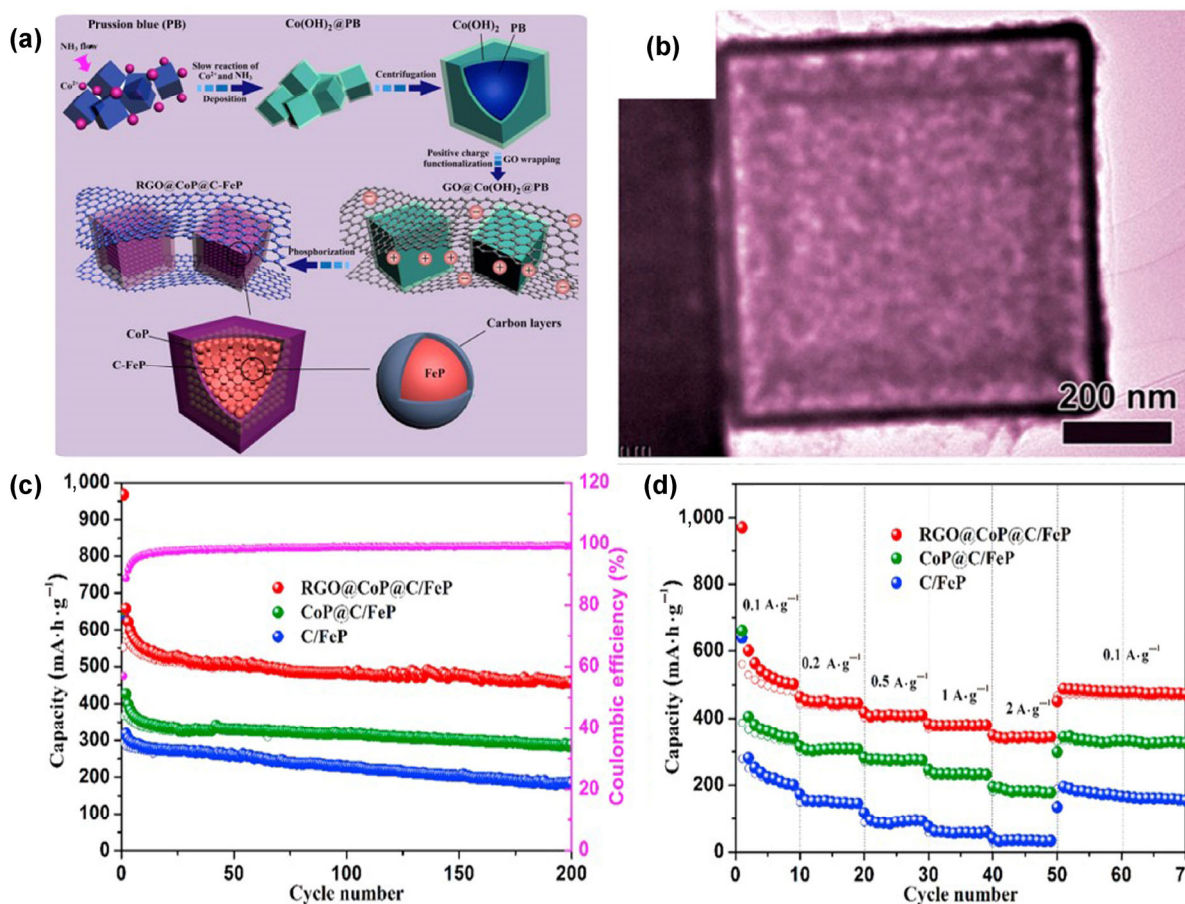 (a)
Prussion blue (PB)
NH₃ flow
Co²⁺
Slow reaction of
Co²⁺ and NH₃
Deposition
Co(OH)₂@PB
Centrifugation
Co(OH)₂
PB
Positive charge
functionalization
GO wrapping
RGO@CoP@C-FeP
GO@Co(OH)₂@PB
Phosphorization
CoP
C-FeP
Carbon layers
FeP
(b)
200 nm
(c)
1,000
900
800
700
600
500
400
300
200
100
0
Capacity (mA·h·g⁻¹)
120
100
80
60
40
20
0
Coulombic efficiency (%)
RGO@CoP@C/FeP
CoP@C/FeP
C/FeP
0 50 100 150 200
Cycle number
(d)
1,000
800
600
400
200
0
Capacity (mA·h·g⁻¹)
RGO@CoP@C/FeP
CoP@C/FeP
C/FeP
0.1 A·g⁻¹
0.2 A·g⁻¹
0.5 A·g⁻¹
1 A·g⁻¹
2 A·g⁻¹
0.1 A·g⁻¹
0 10 20 30 40 50 60
Cycle number